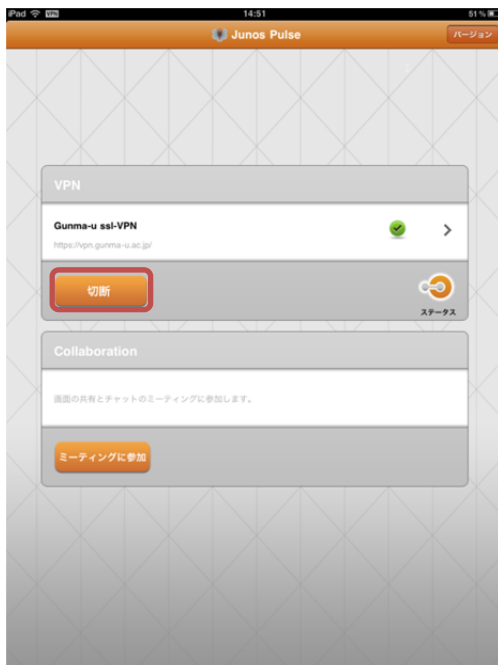 iPad VPN 14:51 51%
Junos Pulse バージョン
VPN
Gunma-u ssl-VPN
https://vpn.gunma-u.ac.jp/
切断
ステータス
Collaboration
画面の共有とチャットのミーティングに参加します。
ミーティングに参加